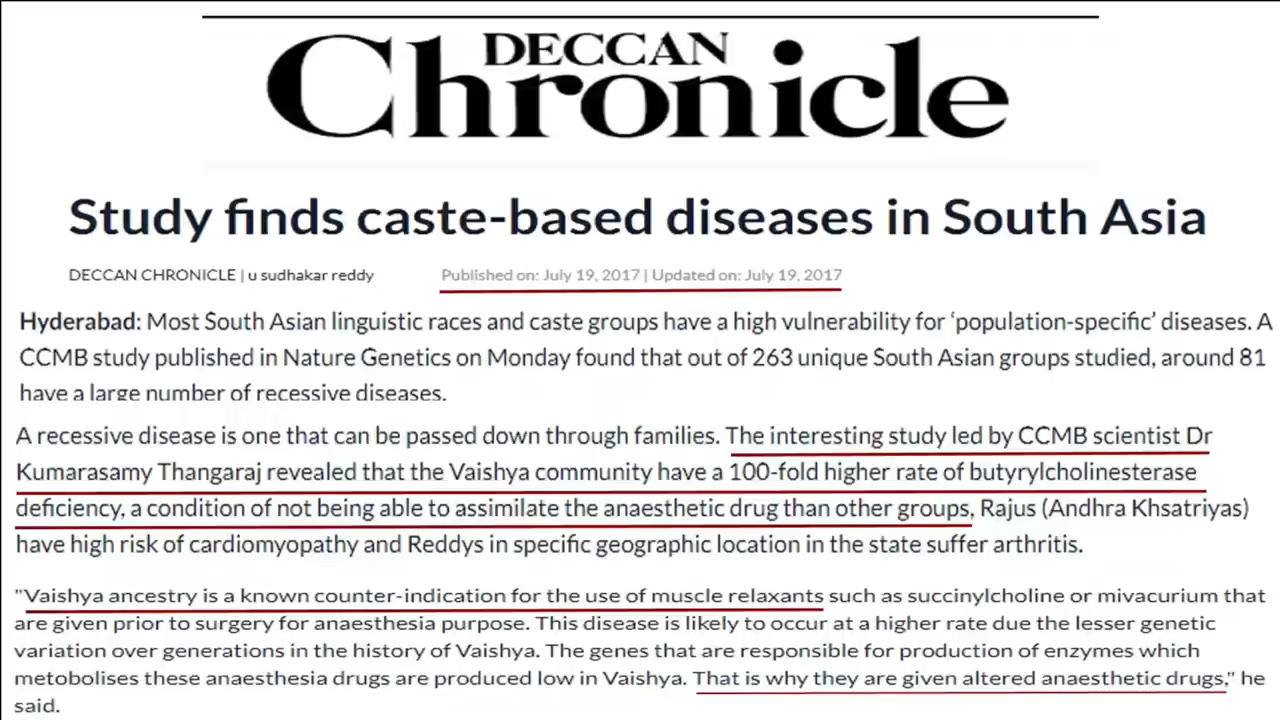 DECCAN
Chronicle
Study finds caste-based diseases in South Asia
DECCAN CHRONICLE | u sudhakar reddy Published on: July 19, 2017 | Updated on: July 19, 2017
Hyderabad: Most South Asian linguistic races and caste groups have a high vulnerability for ‘population-specific’ diseases. A
CCMB study published in Nature Genetics on Monday found that out of 263 unique South Asian groups studied, around 81
have a large number of recessive diseases.
A recessive disease is one that can be passed down through families. The interesting study led by CCMB scientist Dr
Kumarasamy Thangaraj revealed that the Vaishya community have a 100-fold higher rate of butyrylcholinesterase
deficiency, a condition of not being able to assimilate the anaesthetic drug than other groups, Rajus (Andhra Khsatriyas)
have high risk of cardiomyopathy and Reddys in specific geographic location in the state suffer arthritis.
"Vaishya ancestry is a known counter-indication for the use of muscle relaxants such as succinylcholine or mivacurium that
are given prior to surgery for anaesthesia purpose. This disease is likely to occur at a higher rate due the lesser genetic
variation over generations in the history of Vaishya. The genes that are responsible for production of enzymes which
metobolises these anaesthesia drugs are produced low in Vaishya. That is why they are given altered anaesthetic drugs," he
said.